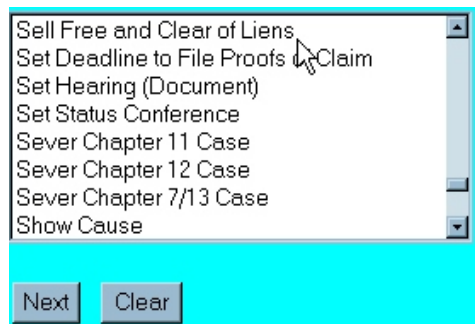 Sell Free and Clear of Liens
Set Deadline to File Proofs of Claim
Set Hearing (Document)
Set Status Conference
Sever Chapter 11 Case
Sever Chapter 12 Case
Sever Chapter 7/13 Case
Show Cause
Next Clear